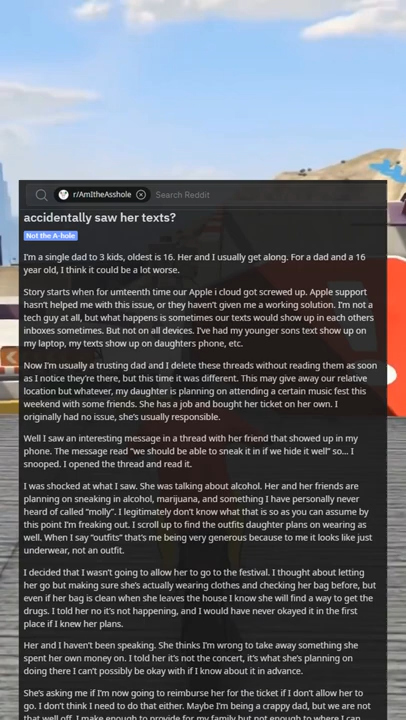 r/AmItheAsshole
Search Reddit
accidentally saw her texts?
Not the A-hole
I'm a single dad to 3 kids, oldest is 16. Her and I usually get along. For a dad and a 16
year old, I think it could be a lot worse.
Story starts when for umteenth time our Apple i cloud got screwed up. Apple support
hasn't helped me with this issue, or they haven't given me a working solution. I'm not a
tech guy at all, but what happens is sometimes our texts would show up in each others
inboxes sometimes. But not on all devices. I've had my younger sons text show up on
my laptop, my texts show up on daughters phone, etc.
Now I'm usually a trusting dad and I delete these threads without reading them as soon
as I notice they're there, but this time it was different. This may give away our relative
location but whatever, my daughter is planning on attending a certain music fest this
weekend with some friends. She has a job and bought her ticket on her own. I
originally had no issue, she's usually responsible.
Well I saw an interesting message in a thread with her friend that showed up in my
phone. The message read "we should be able to sneak it in if we hide it well" so... I
snooped. I opened the thread and read it.
I was shocked at what I saw. She was talking about alcohol. Her and her friends are
planning on sneaking in alcohol, marijuana, and something I have personally never
heard of called "molly". I legitimately don't know what that is so as you can assume by
this point I'm freaking out. I scroll up to find the outfits daughter plans on wearing as
well. When I say "outfits" that's me being very generous because to me it looks like just
underwear, not an outfit.
I decided that I wasn't going to allow her to go to the festival. I thought about letting
her go but making sure she's actually wearing clothes and checking her bag before, but
even if her bag is clean when she leaves the house I know she will find a way to get the
drugs. I told her no it's not happening, and I would have never okayed it in the first
place if I knew her plans.
Her and I haven't been speaking. She thinks I'm wrong to take away something she
spent her own money on. I told her it's not the concert, it's what she's planning on
doing there I can't possibly be okay with if I know about it in advance.
She's asking me if I'm now going to reimburse her for the ticket if I don't allow her to
go. I don't think I need to do that either. Maybe I'm being a crappy dad, but we are not
that well off. I make enough to provide for my family but not enough to where I can